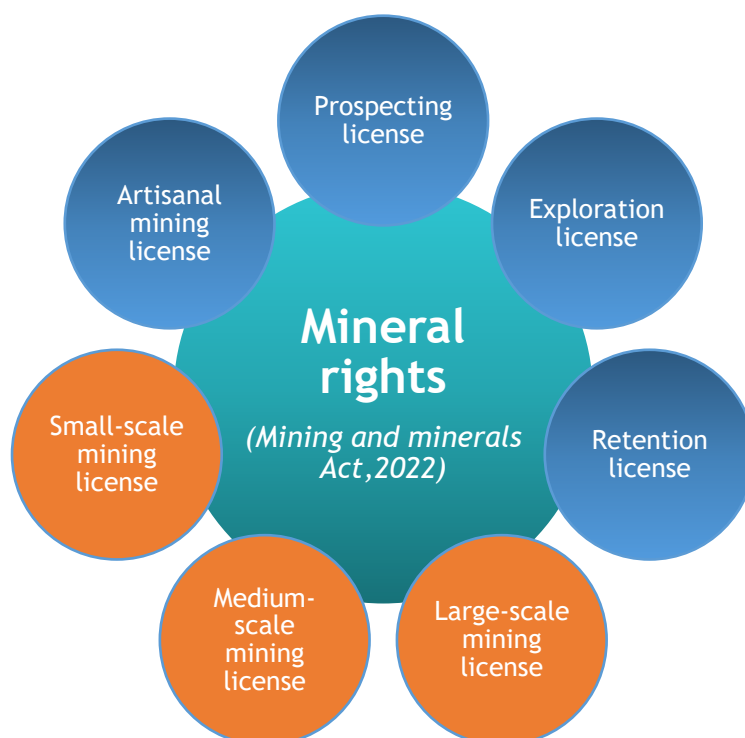 Prospecting
license
Exploration
license
Retention
license
Large-scale
mining
license
Medium-
scale
mining
license
Small-scale
mining
license
Artisanal
mining
license
Mineral
rights
(Mining and minerals
Act,2022)